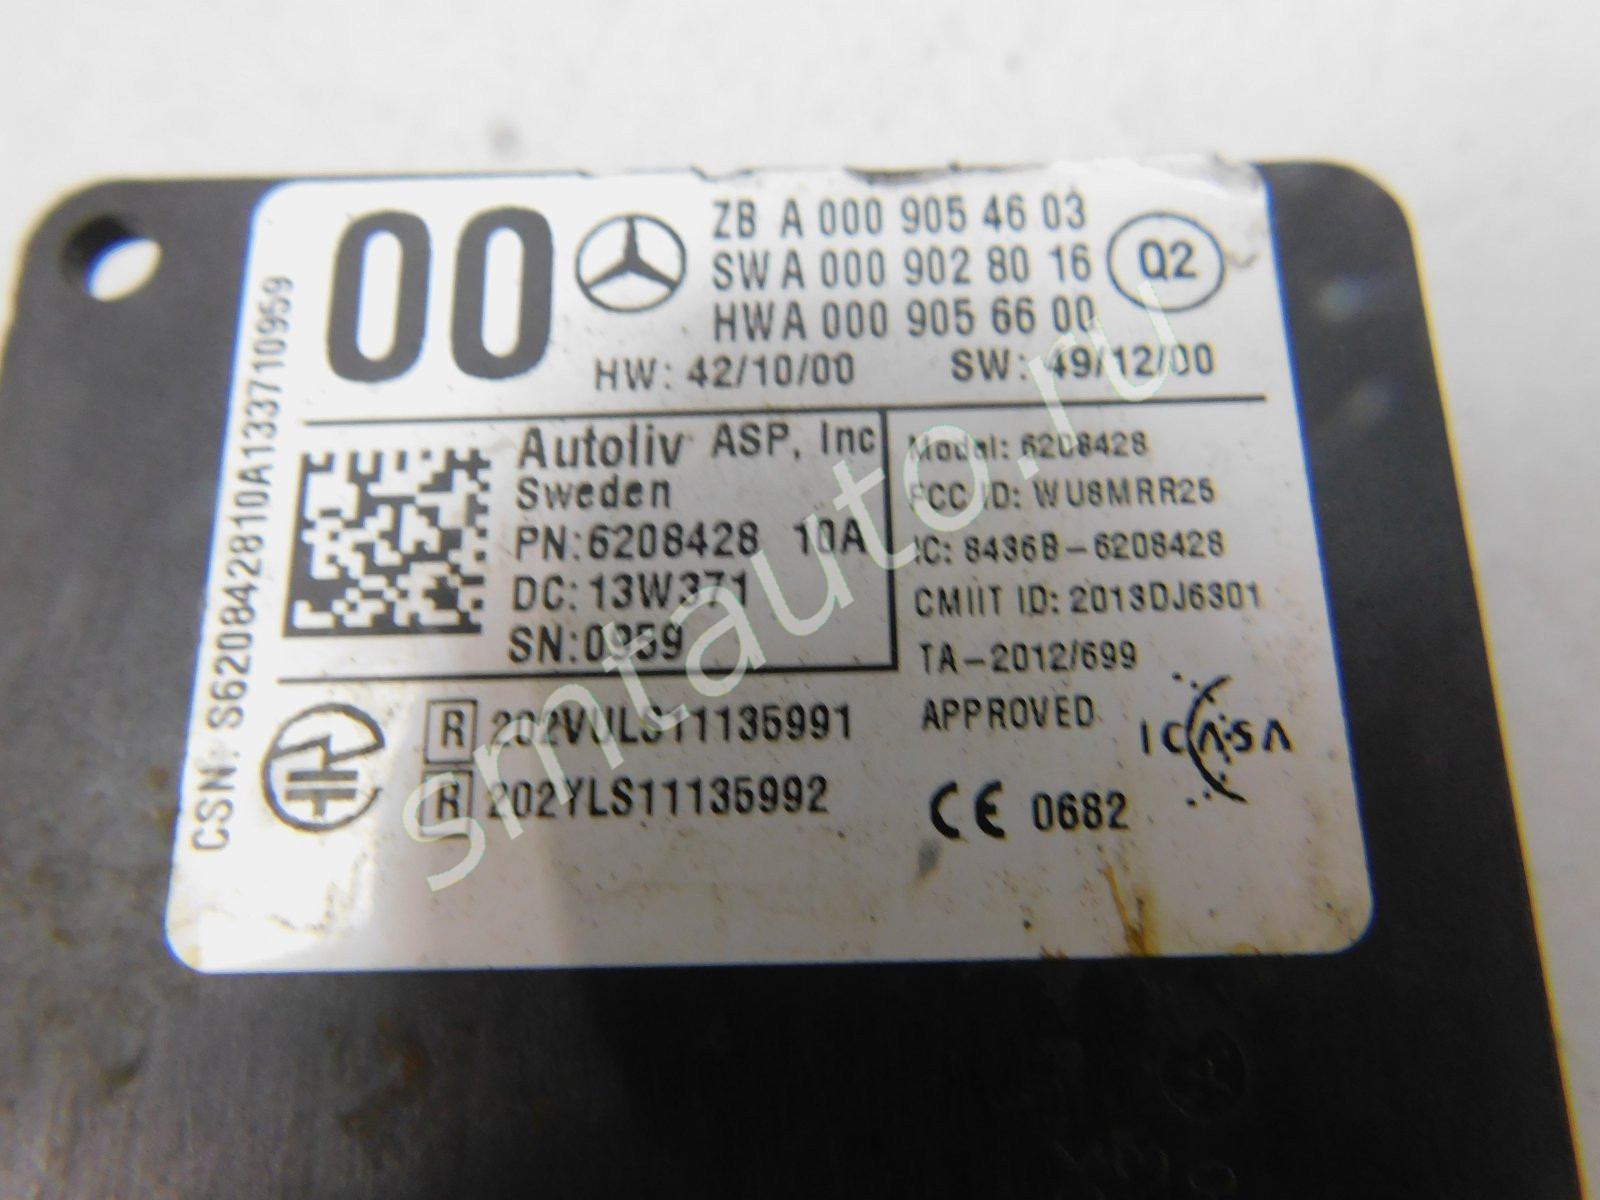 00
ZB A 000 905 46 03
SW A 000 902 80 16
HW A 000 905 66 00
Q2
HW: 42/10/00 SW: 49/12/00
CSN: S620842810A1337109​59
Autoliv ASP, Inc
Sweden
PN:6208428 10A
DC:13W371
SN:0959
Model: 6208428
FCC ID: WU8MRR25
IC: 8436B-6208428
CMIIT ID: 2013DJ6301
TA-2012/699
APPROVED
ICASA
R 202VULS11135991
R 202YLS11135992
CE 0682
smtauto.ru